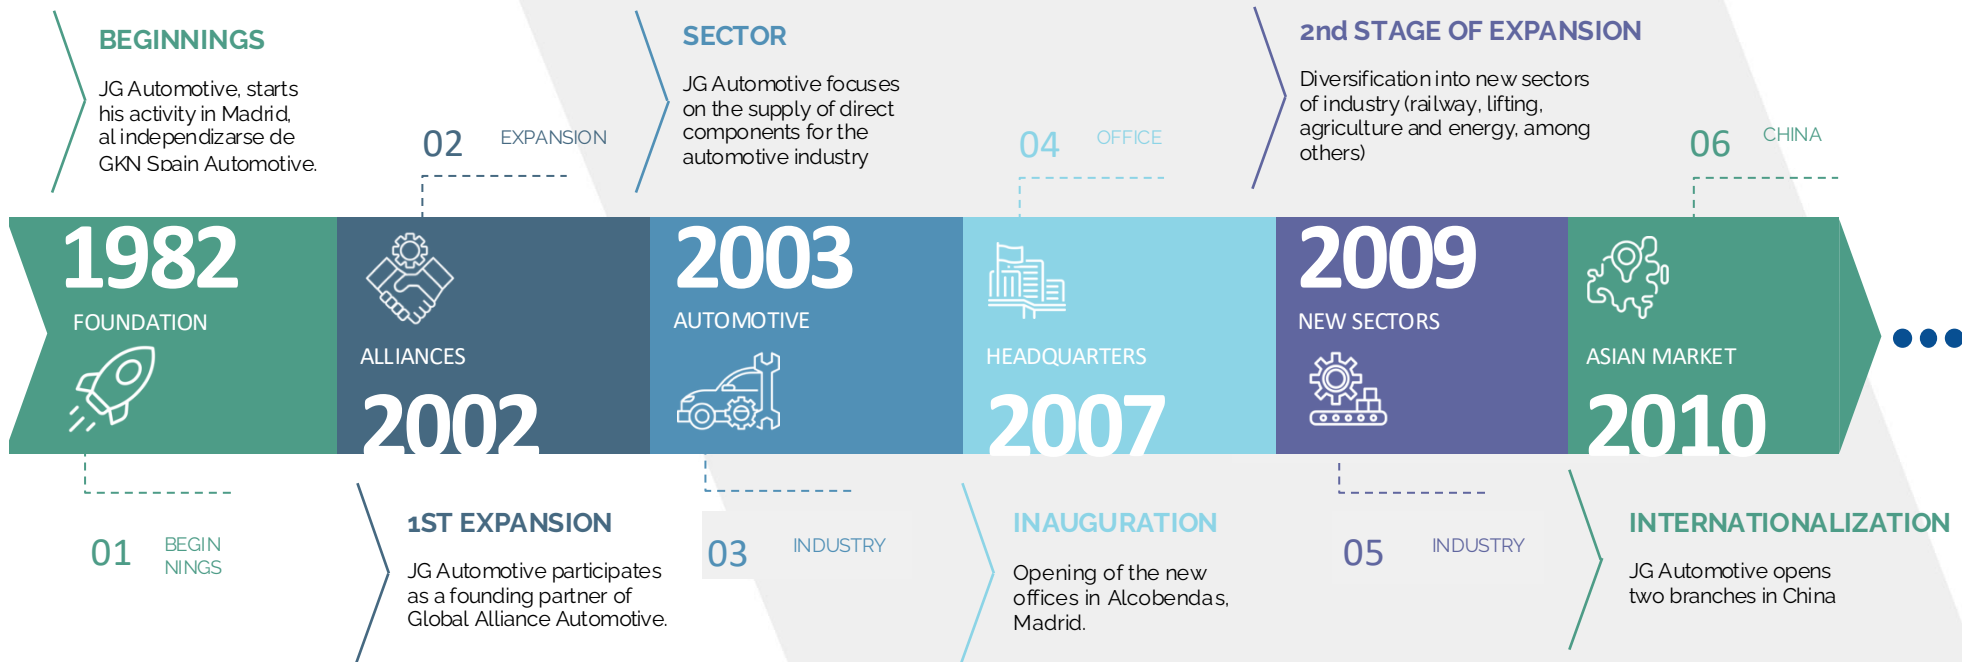 BEGINNINGS
JG Automotive, starts
his activity in Madrid,
al independizarse de
GKN Spain Automotive.
02 EXPANSION
SECTOR
JG Automotive focuses
on the supply of direct
components for the
automotive industry
04 OFFICE
2nd STAGE OF EXPANSION
Diversification into new sectors
of industry (railway, lifting,
agriculture and energy, among
others)
06 CHINA
1982
FOUNDATION
ALLIANCES
2002
2003
AUTOMOTIVE
HEADQUARTERS
2007
2009
NEW SECTORS
ASIAN MARKET
2010
01 BEGIN
NINGS
1ST EXPANSION
JG Automotive participates
as a founding partner of
Global Alliance Automotive.
03 INDUSTRY
INAUGURATION
Opening of the new
offices in Alcobendas,
Madrid.
05 INDUSTRY
INTERNATIONALIZATION
JG Automotive opens
two branches in China